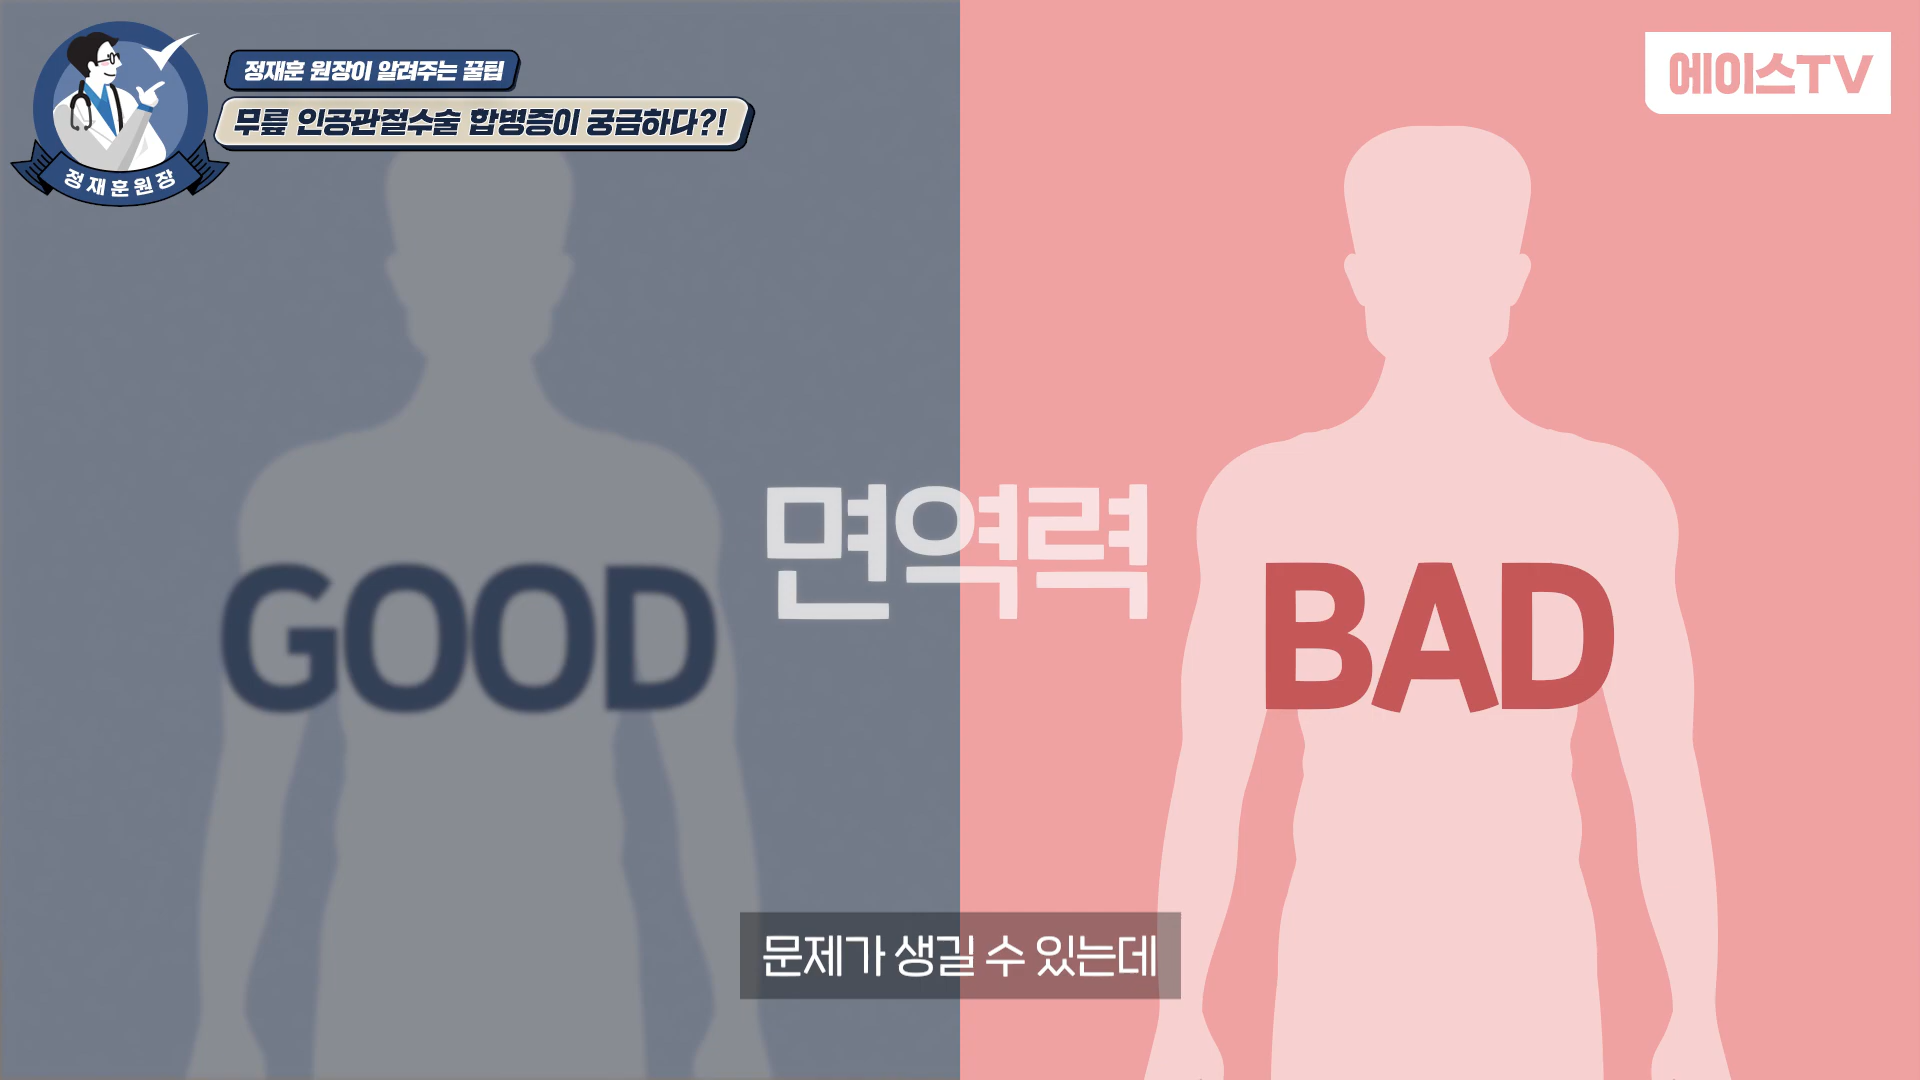 정재훈 원장이 알려주는 꿀팁
무릎 인공관절수술 합병증이 궁금하다?!
정재훈원장
에이스TV
면역력
GOOD
BAD
문제가 생길 수 있는데